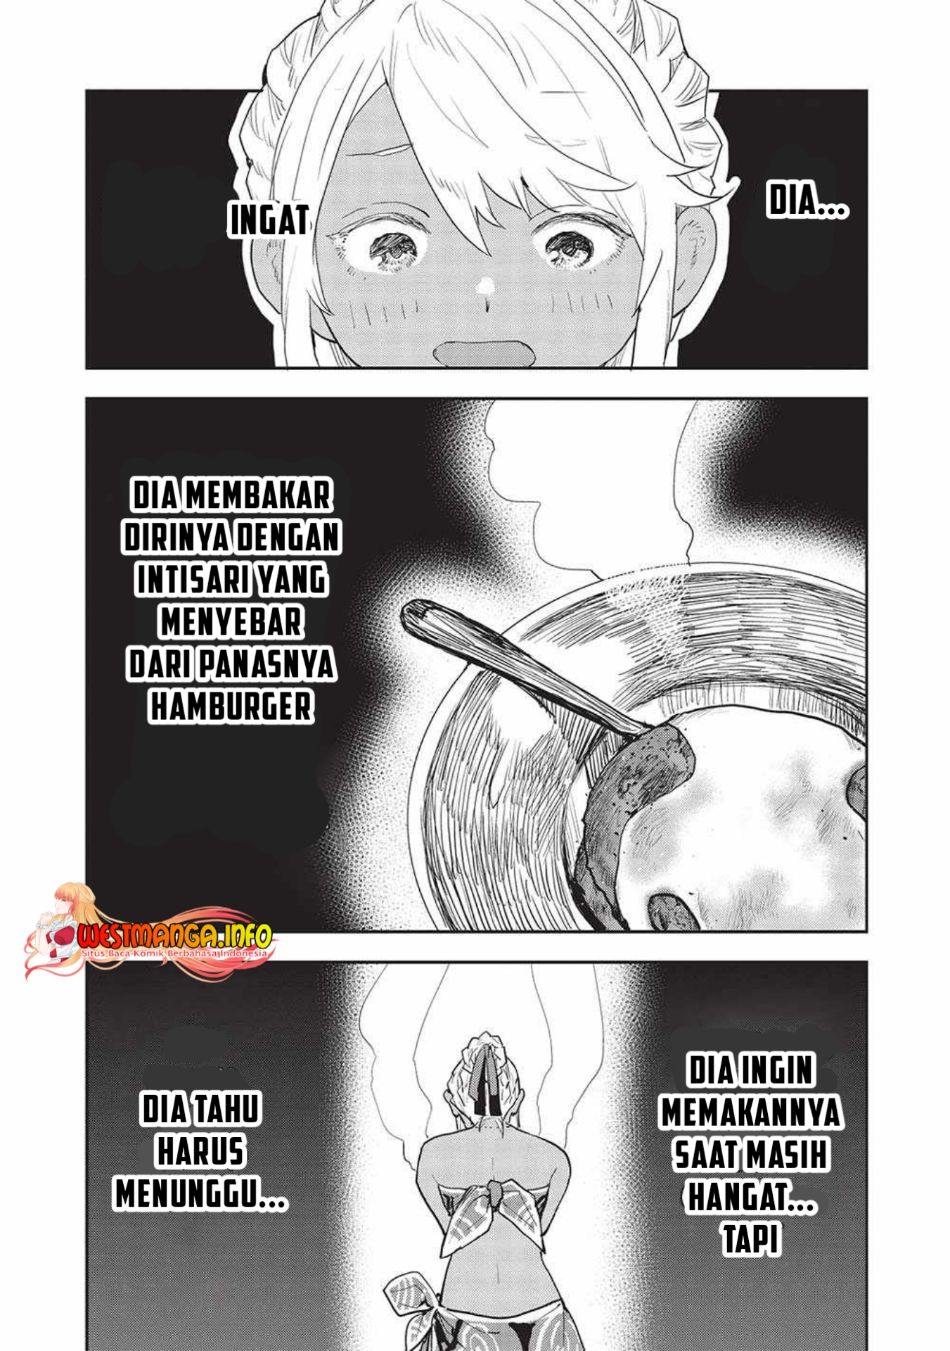 DIA...
INGAT
DIA MEMBAKAR
DIRINYA DENGAN
INTISARI YANG
MENYEBAR
DARI PANASNYA
HAMBURGER
DIA INGIN
MEMAKANNYA
SAAT MASIH
HANGAT...
TAPI
DIA TAHU
HARUS
MENUNGGU...
WESTMANGA.INFO
Situs Baca Komik Berbahasa Indonesia